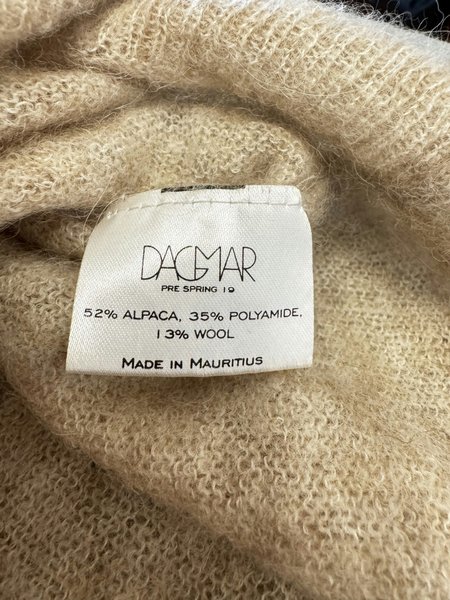 DAGMAR
PRE SPRING 19
52% ALPACA, 35% POLYAMIDE,
13% WOOL
MADE IN MAURITIUS